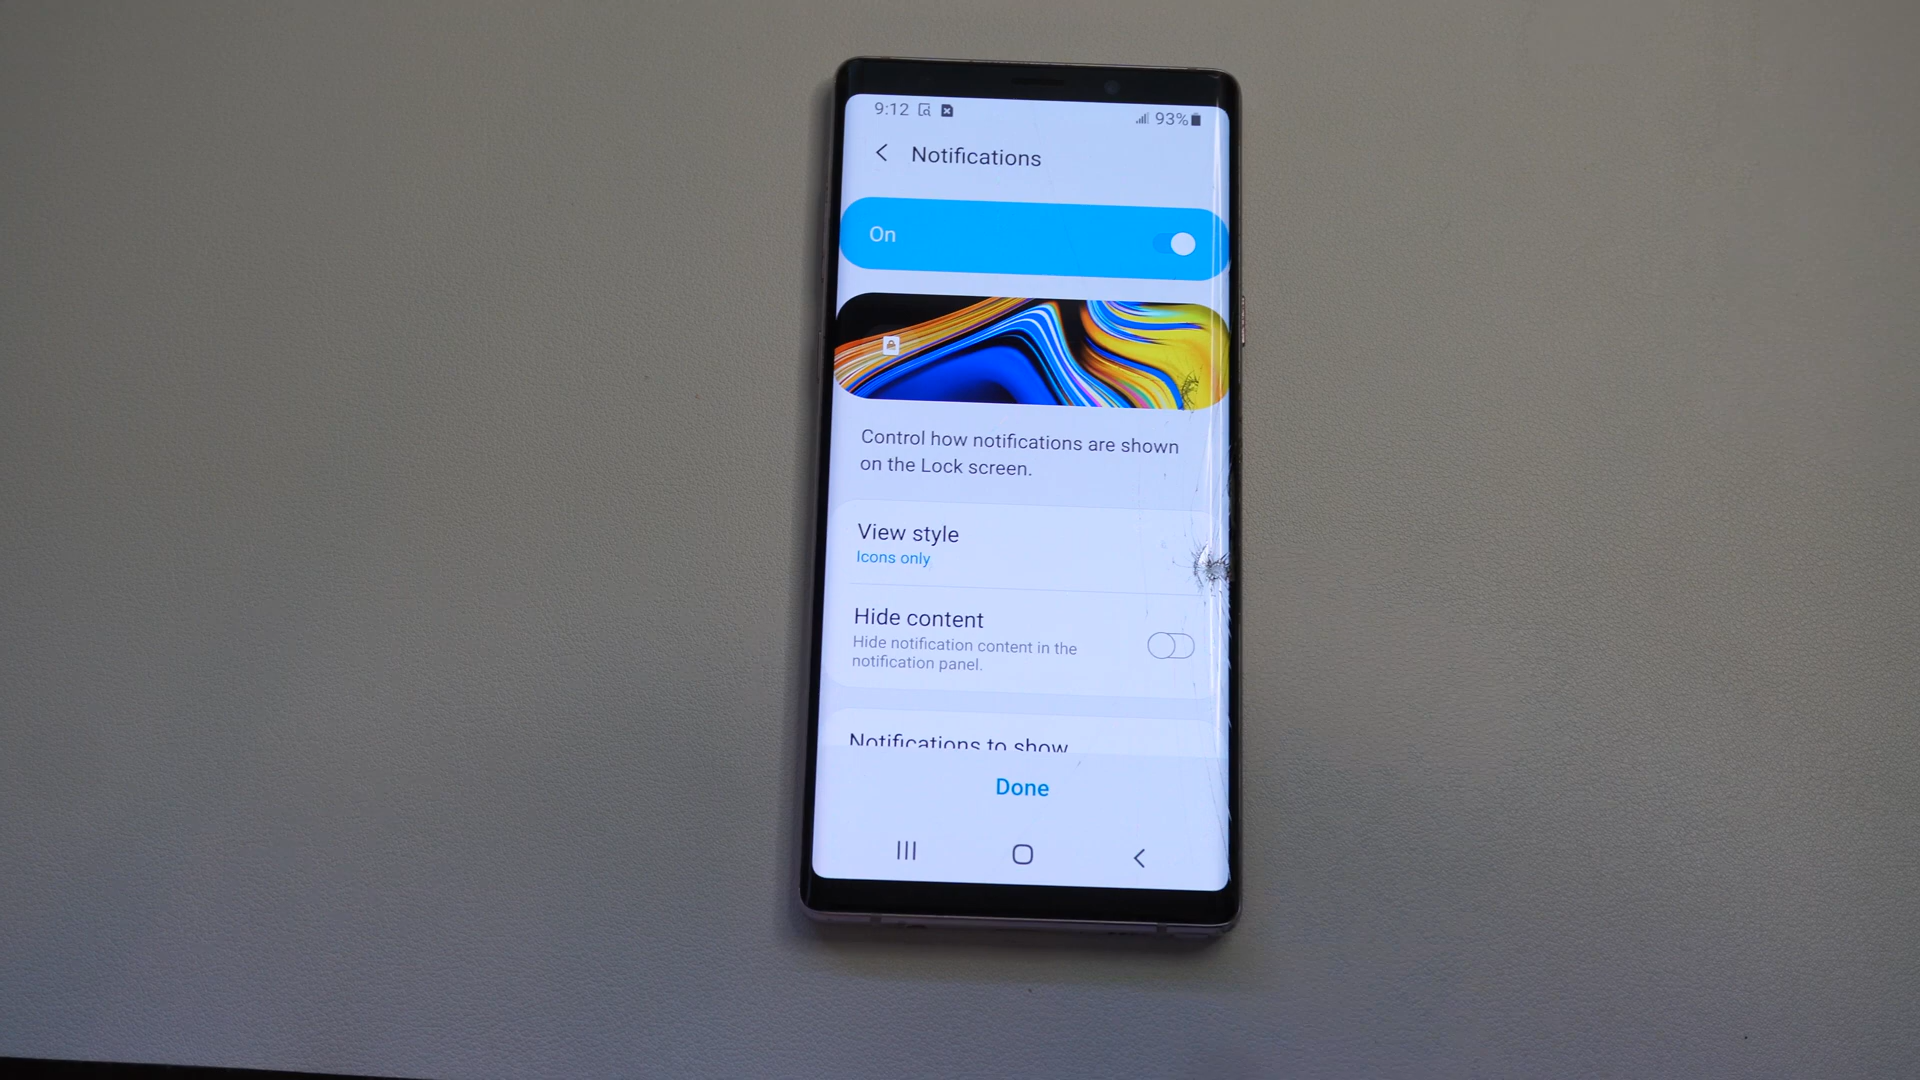 9:12 93%
Notifications
On
Control how notifications are shown
on the Lock screen.
View style
Icons only
Hide content
Hide notification content in the
notification panel.
Notifications to show
Done